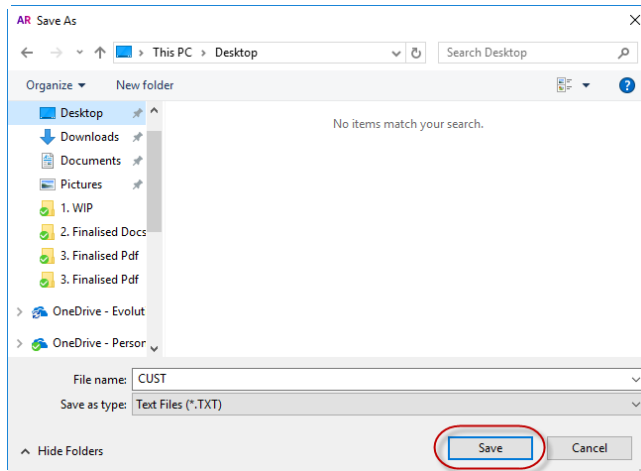 AR Save As
This PC > Desktop
Search Desktop
Organize
New folder
Desktop
No items match your search.
Downloads
Documents
Pictures
1. WIP
2. Finalised Docs
3. Finalised Pdf
3. Finalised Pdf
OneDrive - Evolut
OneDrive - Person
File name: CUST
Save as type: Text Files (*.TXT)
Hide Folders
Save
Cancel